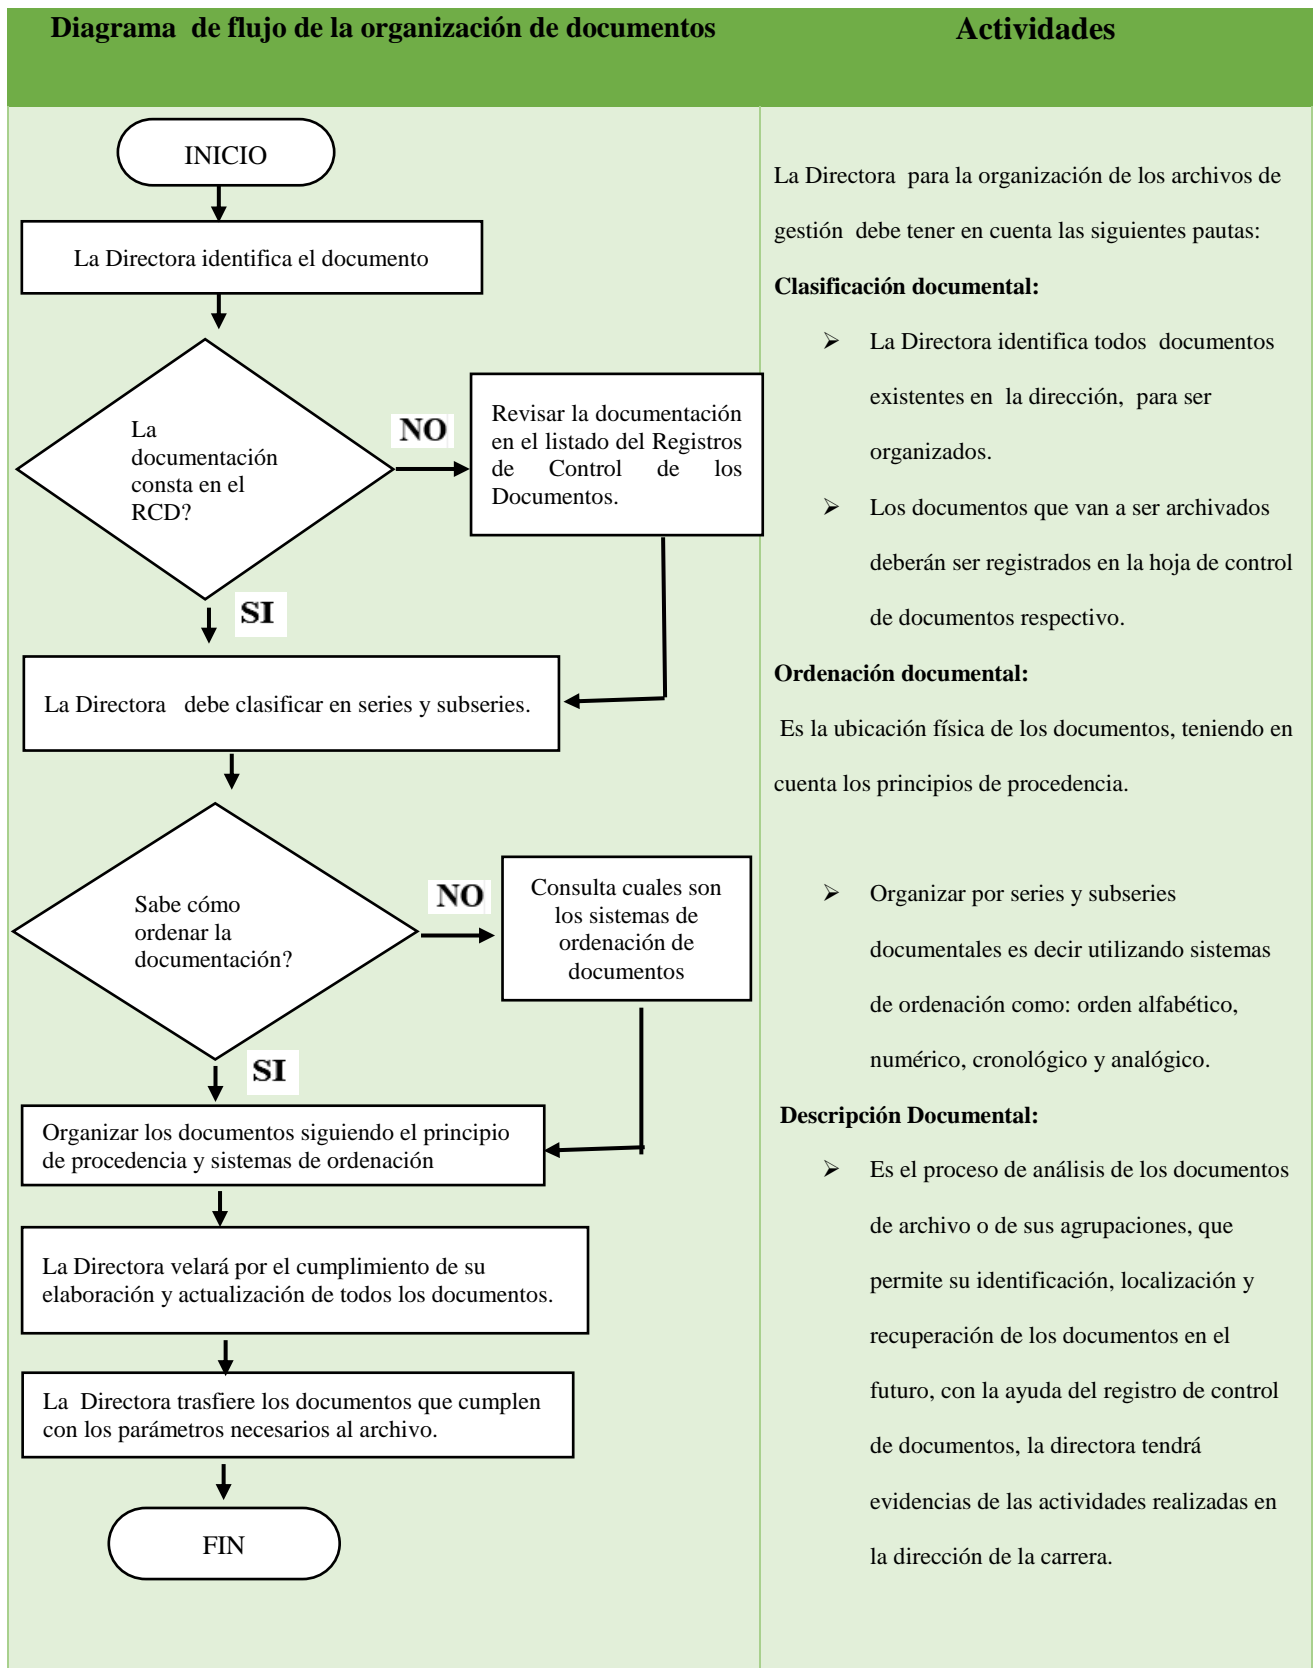 Diagrama de flujo de la organización de documentos
Actividades
INICIO
La Directora identifica el documento
La
documentación
consta en el
RCD?
NO
Revisar la documentación
en el listado del Registros
de Control de los
Documentos.
SI
La Directora debe clasificar en series y subseries.
Sabe cómo
ordenar la
documentación?
NO
Consulta cuales son
los sistemas de
ordenación de
documentos
SI
Organizar los documentos siguiendo el principio
de procedencia y sistemas de ordenación
La Directora velará por el cumplimiento de su
elaboración y actualización de todos los documentos.
La Directora trasfiere los documentos que cumplen
con los parámetros necesarios al archivo.
FIN
La Directora para la organización de los archivos de
gestión debe tener en cuenta las siguientes pautas:
Clasificación documental:
➢ La Directora identifica todos documentos
existentes en la dirección, para ser
organizados.
➢ Los documentos que van a ser archivados
deberán ser registrados en la hoja de control
de documentos respectivo.
Ordenación documental:
Es la ubicación física de los documentos, teniendo en
cuenta los principios de procedencia.
➢ Organizar por series y subseries
documentales es decir utilizando sistemas
de ordenación como: orden alfabético,
numérico, cronológico y analógico.
Descripción Documental:
➢ Es el proceso de análisis de los documentos
de archivo o de sus agrupaciones, que
permite su identificación, localización y
recuperación de los documentos en el
futuro, con la ayuda del registro de control
de documentos, la directora tendrá
evidencias de las actividades realizadas en
la dirección de la carrera.